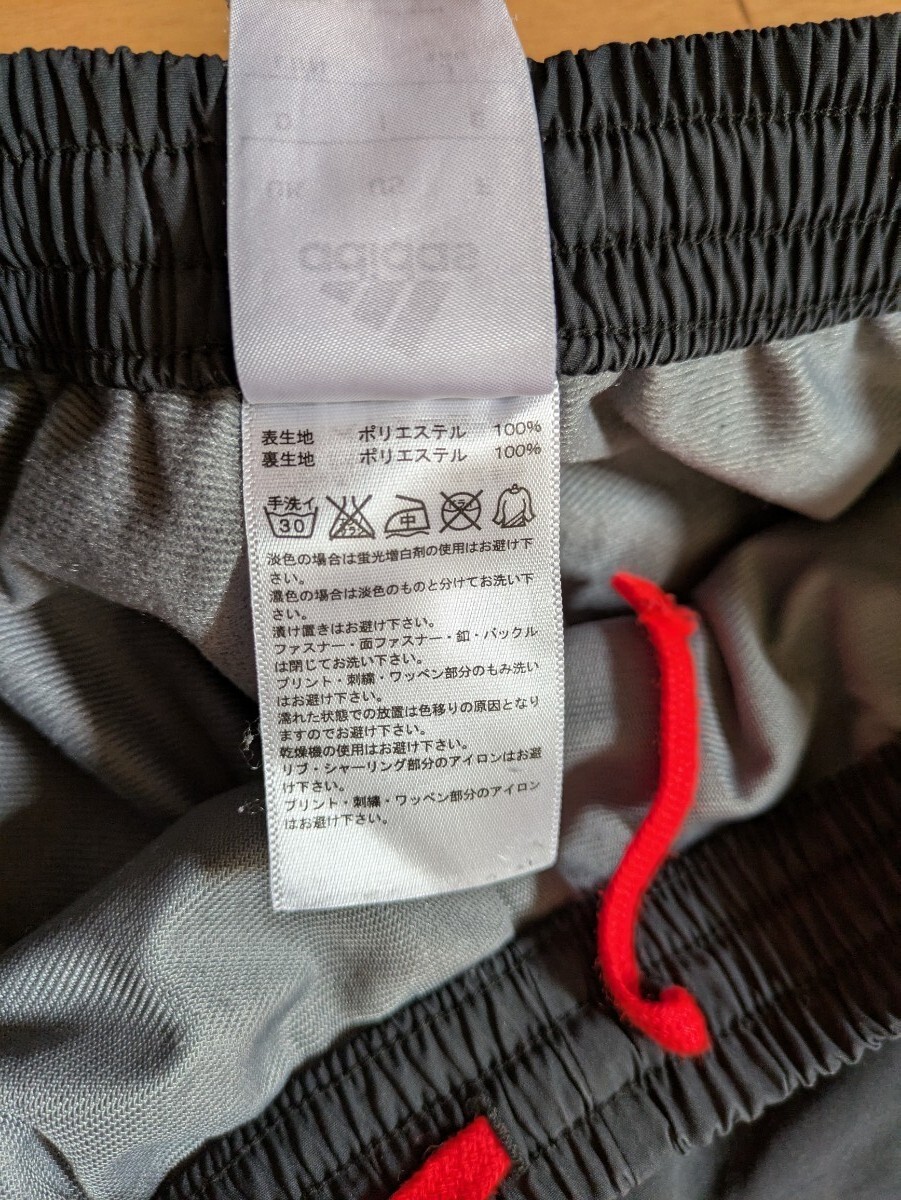 adidas
表生地 ポリエステル 100%
裏生地 ポリエステル 100%
手洗イ
30 中
淡色の場合は蛍光増白剤の使用はお避け下
さい。
濃色の場合は淡色のものと分けてお洗い下
さい。
漬け置きはお避け下さい。
ファスナー・面ファスナー・釦・バックル
は閉じてお洗い下さい。
プリント・刺繍・ワッペン部分のもみ洗い
はお避け下さい。
濡れた状態での放置は色移りの原因となり
ますのでお避け下さい。
乾燥機の使用はお避け下さい。
リブ・シャーリング部分のアイロンはお避
け下さい。
プリント・刺繍・ワッペン部分のアイロン
はお避け下さい。